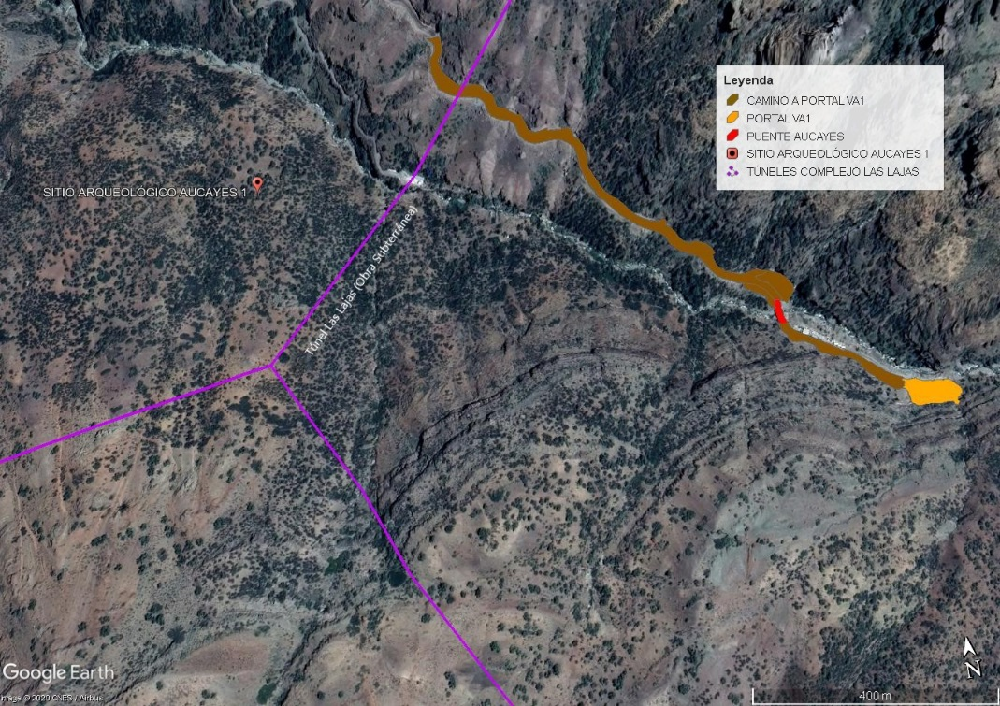 Leyenda
CAMINO A PORTAL VA1
PORTAL VA1
PUENTE AUCAYES
SITIO ARQUEOLÓGICO AUCAYES 1
TÚNELES COMPLEJO LAS LAJAS
SITIO ARQUEOLÓGICO AUCAYES 1
Túnel Las Lajas (Obra Subterránea)
Google Earth
Image © 2020 CNES / Airbus
N
400 m